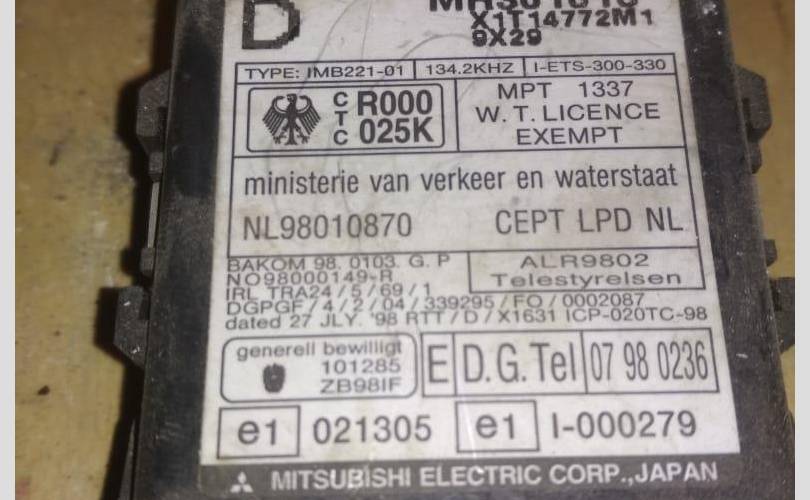 D
X1T14772M1
9X29
TYPE: JMB221-01 134.2KHZ I-ETS-300-330
CTC R000 025K
MPT 1337
W. T. LICENCE
EXEMPT
ministerie van verkeer en waterstaat
NL98010870 CEPT LPD NL
BAKOM 98. 0103. G. P
NO98000149-R
IRL TRA24/5/69/1
ALR9802
Telestyrelsen
DGPGF/4/2/04/339295/FO/0002087
dated 27 JLY. '98 RTT/D/X1631 ICP-020TC-98
generell bewilligt
101285
ZB98IF
E D.G.Tel 07 98 0236
e1 021305 e1 I-000279
MITSUBISHI ELECTRIC CORP.,JAPAN